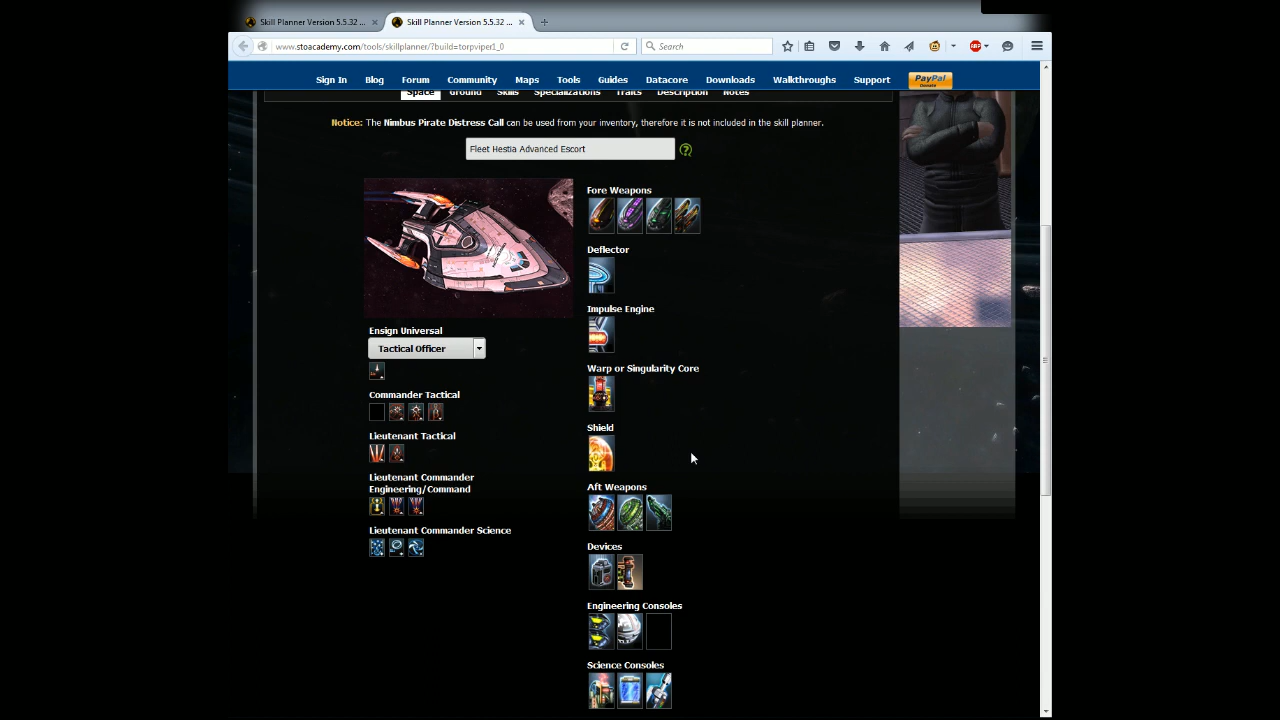 Skill Planner Version 5.5.32 ...
Skill Planner Version 5.5.32 ...
www.stoacademy.com/tools/skillplanner/?build=torpviper1_0
Search
Sign In Blog Forum Community Maps Tools Guides Datacore Downloads Walkthroughs Support PayPal Donate
Space Ground Skills Specializations Traits Description Notes
Notice: The Nimbus Pirate Distress Call can be used from your inventory, therefore it is not included in the skill planner.
Fleet Hestia Advanced Escort
Fore Weapons
Deflector
Impulse Engine
Ensign Universal
Tactical Officer
Warp or Singularity Core
Commander Tactical
Shield
Lieutenant Tactical
Lieutenant Commander
Engineering/Command
Aft Weapons
Lieutenant Commander Science
Devices
Engineering Consoles
Science Consoles